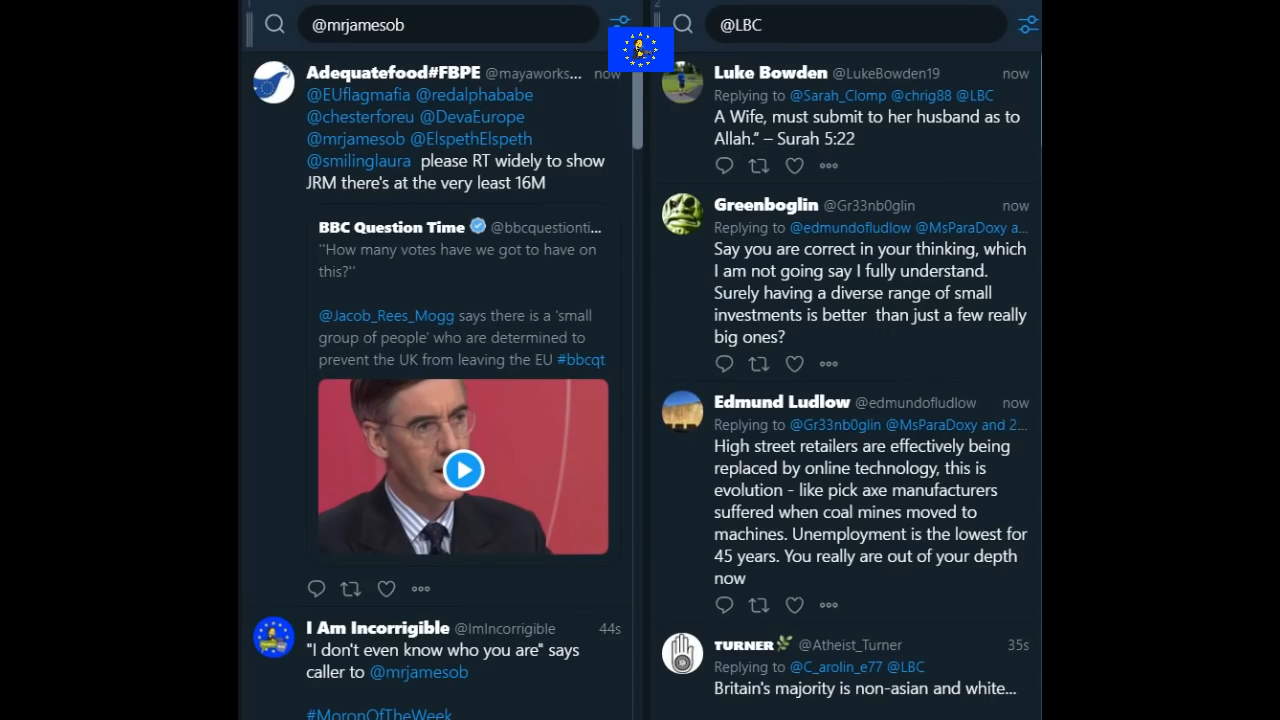 1
@mrjamesob
Adequatefood#FBPE @mayaworks... now
@EUflagmafia @redalphababe
@chesterforeu @DevaEurope
@mrjamesob @ElspethElspeth
@smilinglaura please RT widely to show
JRM there's at the very least 16M
BBC Question Time @bbcquestionti...
''How many votes have we got to have on
this?''
@Jacob_Rees_Mogg says there is a 'small
group of people' who are determined to
prevent the UK from leaving the EU #bbcqt
I Am Incorrigible @ImIncorrigible 44s
"I don't even know who you are" says
caller to @mrjamesob
#MoronOfTheWeek
2
@LBC
Luke Bowden @LukeBowden19 now
Replying to @Sarah_Clomp @chrig88 @LBC
A Wife, must submit to her husband as to
Allah.” – Surah 5:22
Greenboglin @Gr33nb0glin now
Replying to @edmundofludlow @MsParaDoxy a...
Say you are correct in your thinking, which
I am not going say I fully understand.
Surely having a diverse range of small
investments is better than just a few really
big ones?
Edmund Ludlow @edmundofludlow now
Replying to @Gr33nb0glin @MsParaDoxy and 2...
High street retailers are effectively being
replaced by online technology, this is
evolution - like pick axe manufacturers
suffered when coal mines moved to
machines. Unemployment is the lowest for
45 years. You really are out of your depth
now
TURNER @Atheist_Turner 35s
Replying to @C_arolin_e77 @LBC
Britain's majority is non-asian and white...